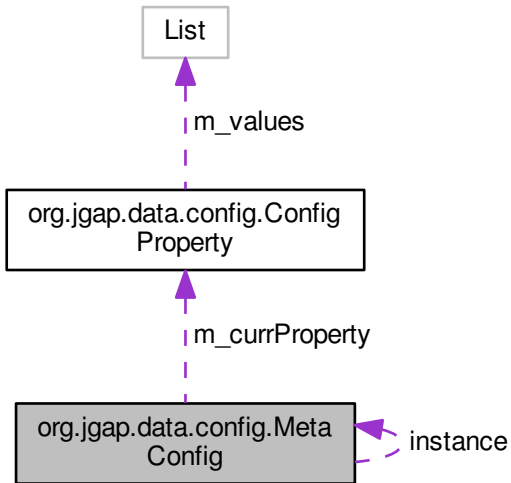 List
m_values
org.jgap.data.config.Config
Property
m_currProperty
org.jgap.data.config.Meta
Config
instance